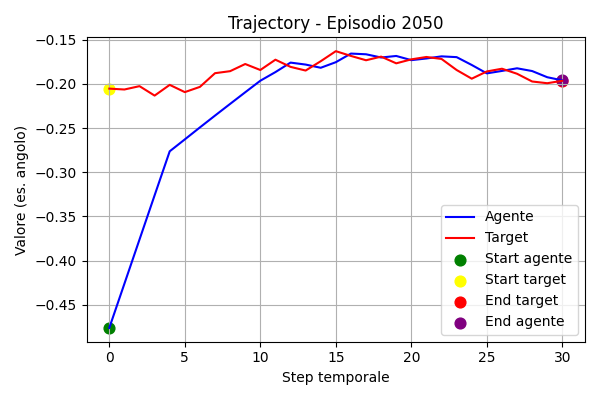 Trajectory - Episodio 2050
Valore (es. angolo)
−0.15
−0.20
−0.25
−0.30
−0.35
−0.40
−0.45
0
5
10
15
20
25
30
Step temporale
Agente
Target
Start agente
Start target
End target
End agente